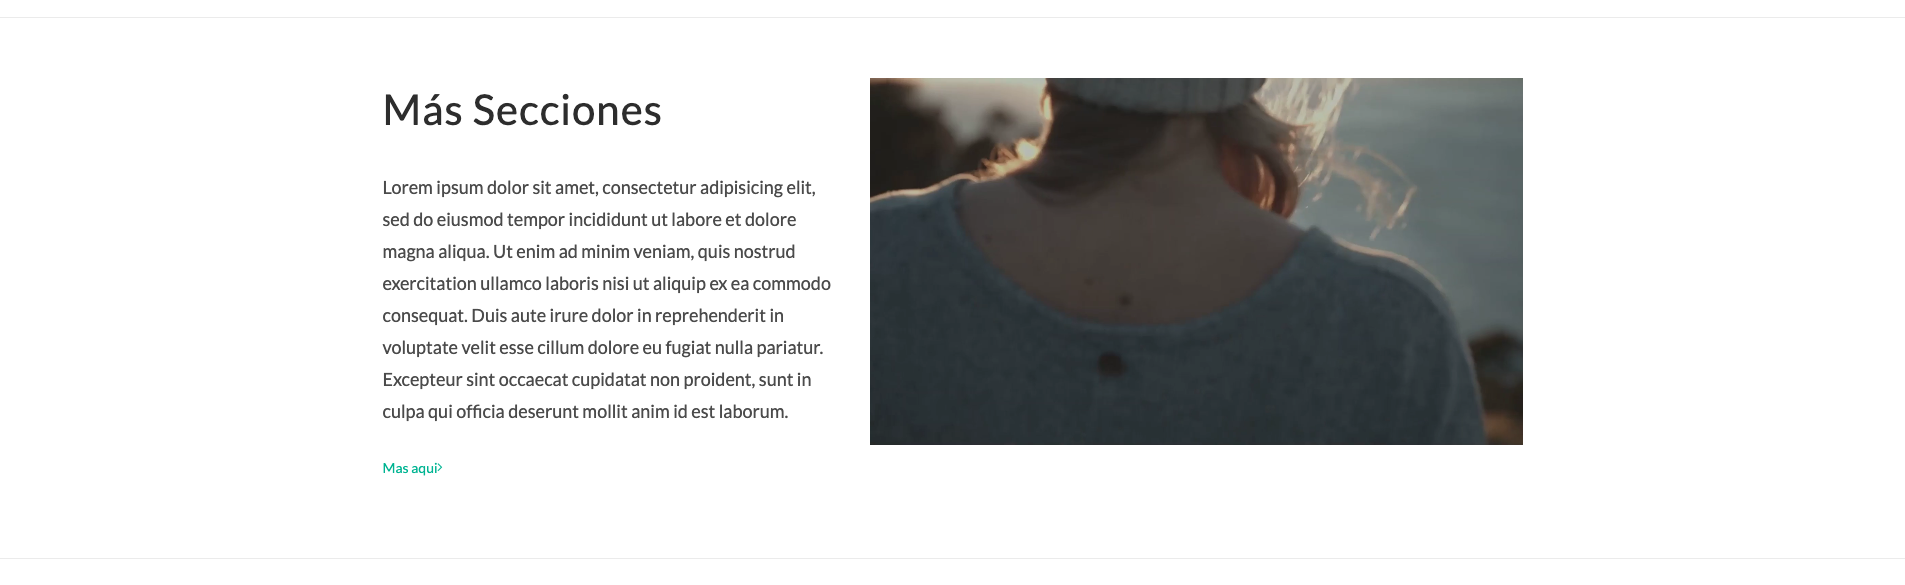 Más Secciones
Lorem ipsum dolor sit amet, consectetur adipisicing elit,
sed do eiusmod tempor incididunt ut labore et dolore
magna aliqua. Ut enim ad minim veniam, quis nostrud
exercitation ullamco laboris nisi ut aliquip ex ea commodo
consequat. Duis aute irure dolor in reprehenderit in
voluptate velit esse cillum dolore eu fugiat nulla pariatur.
Excepteur sint occaecat cupidatat non proident, sunt in
culpa qui officia deserunt mollit anim id est laborum.
Mas aqui